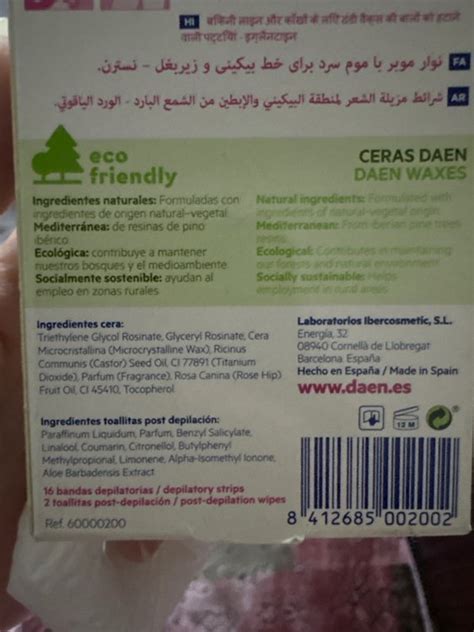 HI बिकिनी लाइन और काँखों के लिए ठंडी वैक्स की बालों को हटाने
वाली पट्टियां - इगलैनटाइन
نوار موبر با موم سرد برای خط بیکینی و زیربغل - نسترن. FA
شرائط مزيلة الشعر لمنطقة البيكيني والإبطين من الشمع البارد - الورد الياقوتي. AR
eco
friendly
CERAS DAEN
DAEN WAXES
Ingredientes naturales: Formuladas con
ingredientes de origen natural-vegetal
Mediterránea: de resinas de pino
ibérico
Ecológica: contribuye a mantener
nuestros bosques y el medioambiente
Socialmente sostenible: ayudan al
empleo en zonas rurales
Natural ingredients: Formulated with
ingredients of natural-vegetal origin
Mediterranean: From iberian pine trees
resins
Ecological: Contributes in maintaining
our forests and natural environment
Socially sustainable: Helps
employment in rural areas
Ingredientes cera:
Triethylene Glycol Rosinate, Glyceryl Rosinate, Cera
Microcristallina (Microcrystalline Wax), Ricinus
Communis (Castor) Seed Oil, CI 77891 (Titanium
Dioxide), Parfum (Fragrance), Rosa Canina (Rose Hip)
Fruit Oil, CI 45410, Tocopherol.
Laboratorios Ibercosmetic, S.L.
Energía, 32
08940 Cornellà de Llobregat
Barcelona. España
Hecho en España / Made in Spain
www.daen.es
12 M
Ingredientes toallitas post depilación:
Paraffinum Liquidum, Parfum, Benzyl Salicylate,
Linalool, Coumarin, Citronellol, Butylphenyl
Methylpropional, Limonene, Alpha-Isomethyl Ionone,
Aloe Barbadensis Extract
16 bandas depilatorias / depilatory strips
2 toallitas post-depilación / post-depilation wipes
Ref. 60000200
8 412685 002002